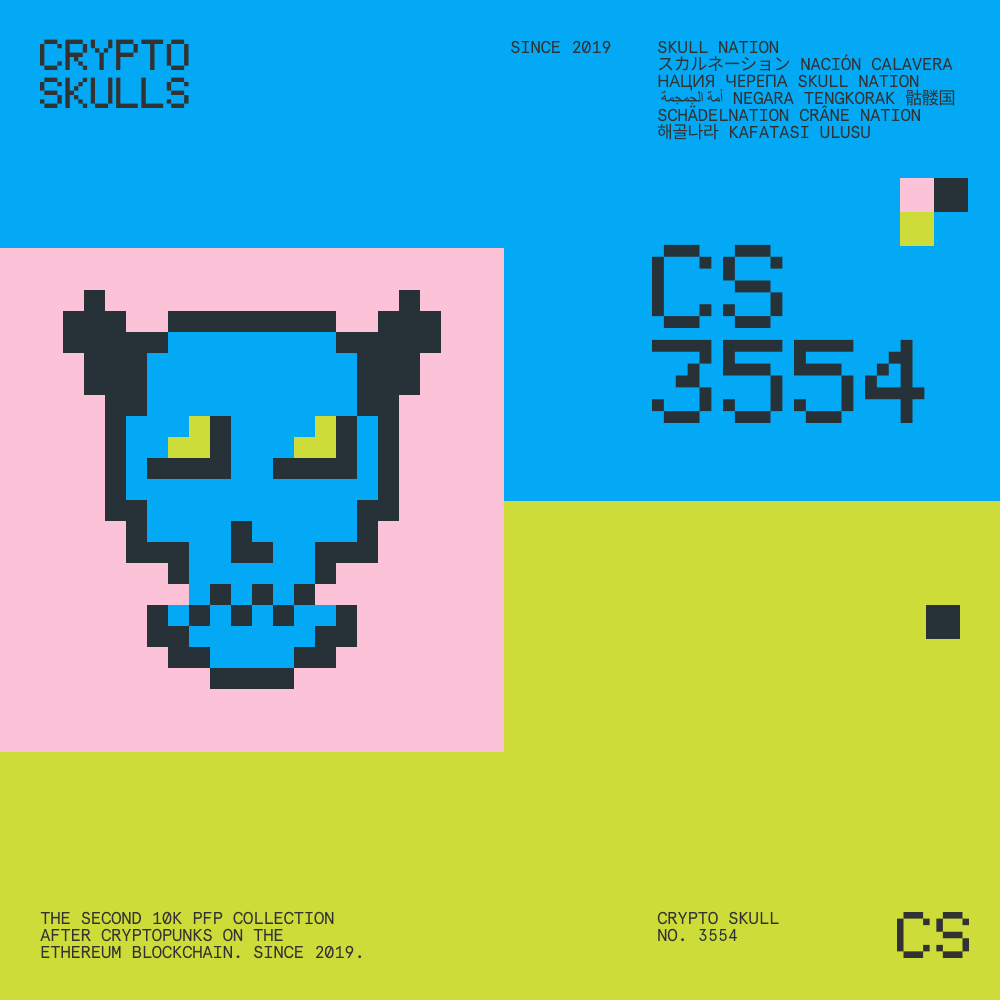 CRYPTO
SKULLS
SINCE 2019
SKULL NATION
スカルネーション NACIÓN CALAVERA
НАЦИЯ ЧЕРЕПА SKULL NATION
أمة الجمجمة NEGARA TENGKORAK 骷髅国
SCHÄDELNATION CRÂNE NATION
해골나라 KAFATASI ULUSU
CS
3554
THE SECOND 10K PFP COLLECTION
AFTER CRYPTOPUNKS ON THE
ETHEREUM BLOCKCHAIN. SINCE 2019.
CRYPTO SKULL
NO. 3554
CS